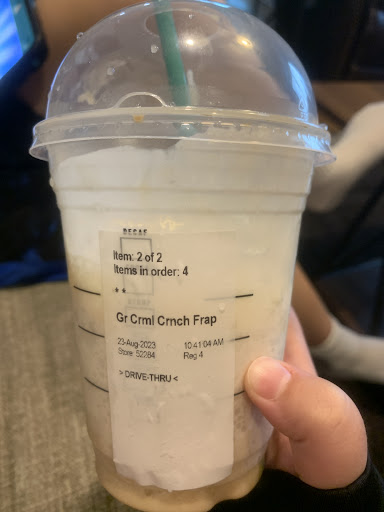 DECAF
Item: 2 of 2
Items in order: 4
**
Gr Crml Crnch Frap
23-Aug-2023 10:41:04 AM
Store: 52284 Reg 4
> DRIVE-THRU <